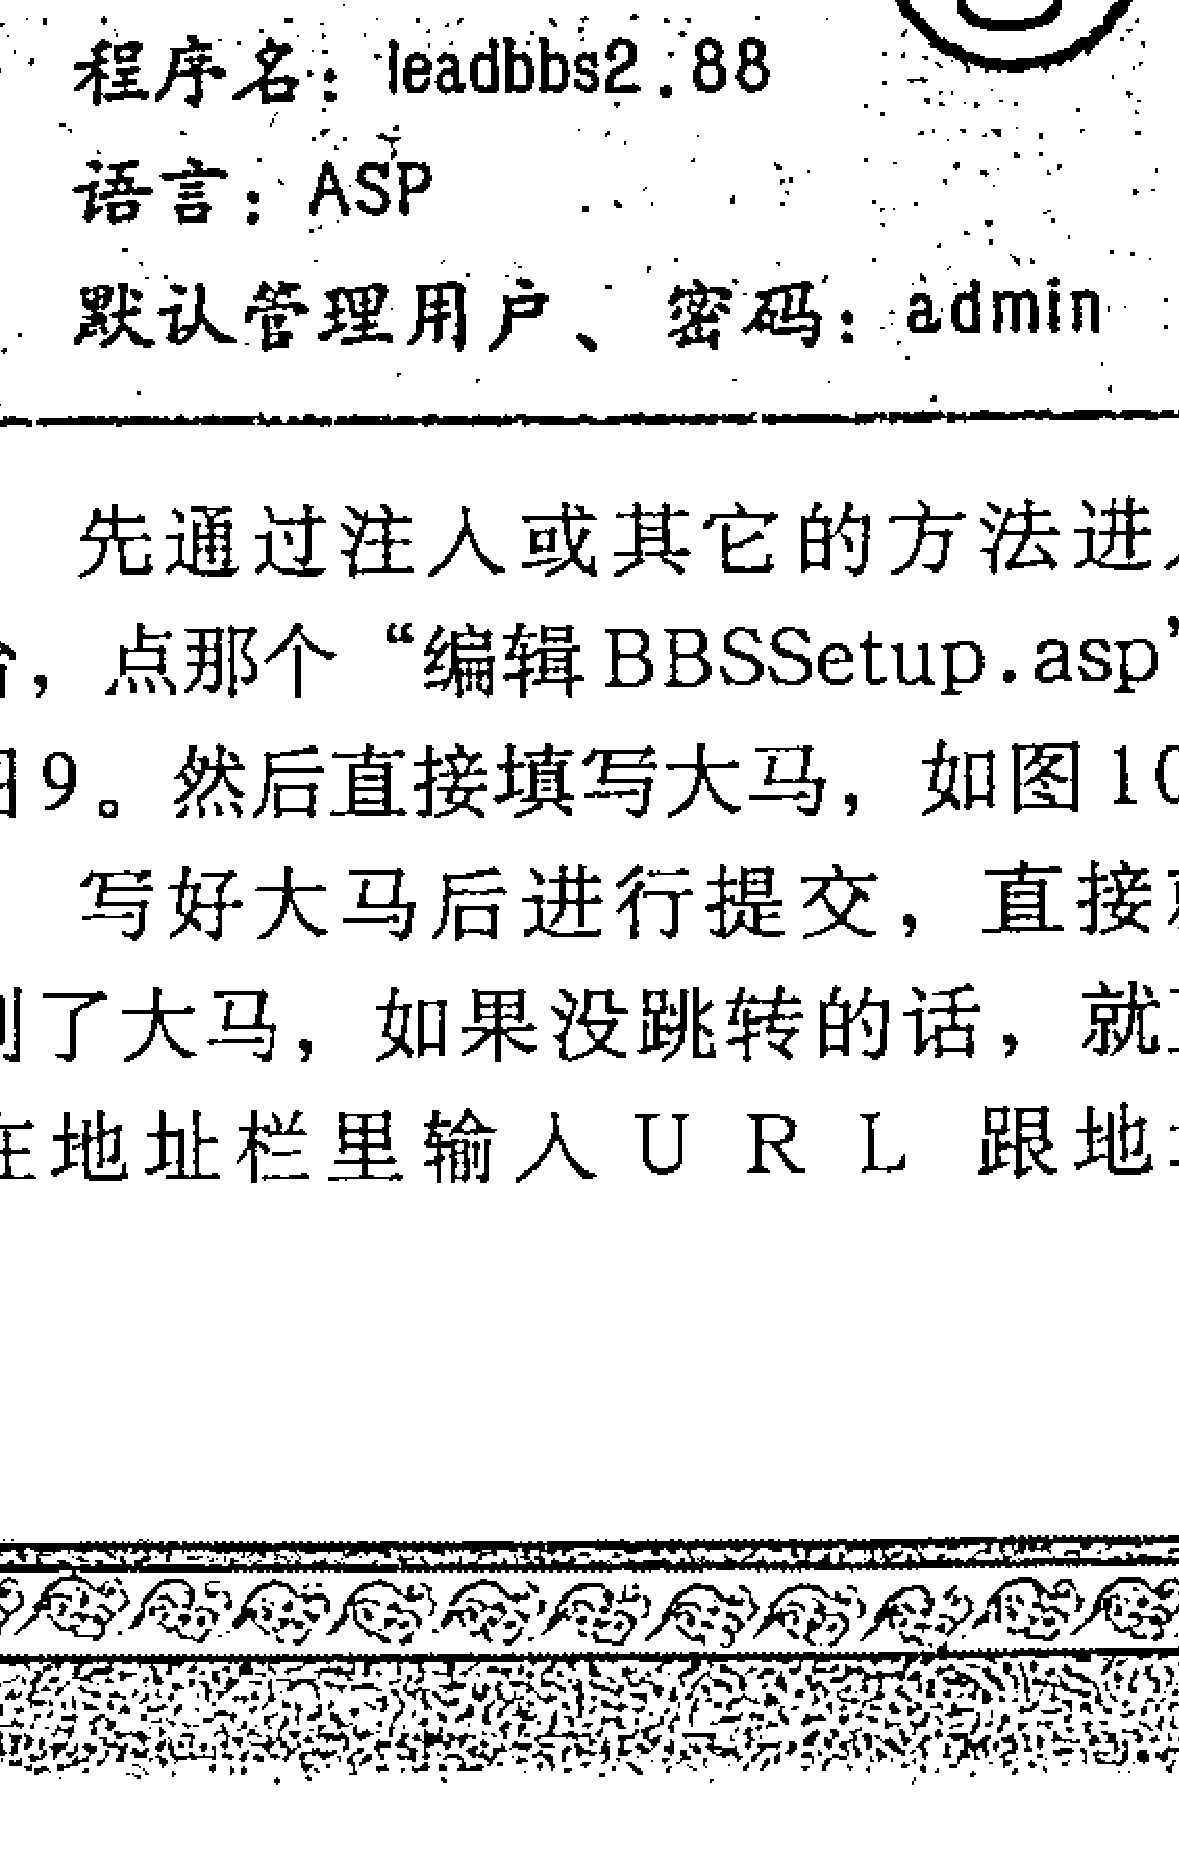 程序名：leadbbs2.88
语言：ASP
默认管理用户、密码：admin
先通过注入或其它的方法进
，点那个“编辑BBSSetup.asp”
9。然后直接填写大马，如图10
写好大马后进行提交，直接
了大马，如果没跳转的话，就
在地址栏里输入URL 跟地